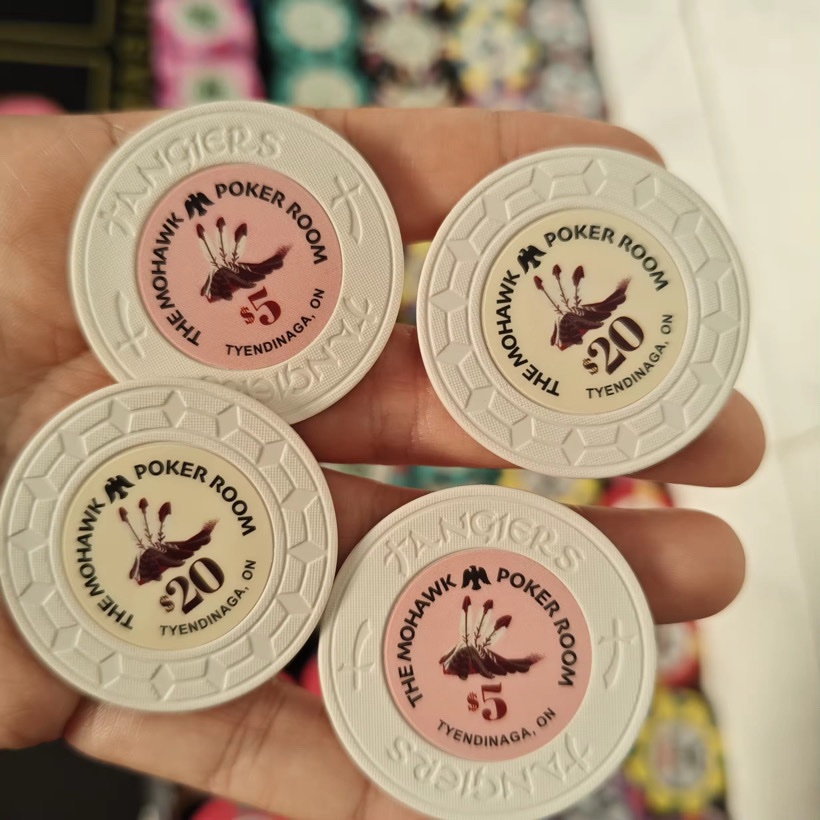 TANGIERS
THE MOHAWK POKER ROOM
$5
TYENDINAGA, ON
TANGIERS
THE MOHAWK POKER ROOM
$20
TYENDINAGA, ON
THE MOHAWK POKER ROOM
$20
TYENDINAGA, ON
TANGIERS
THE MOHAWK POKER ROOM
$5
TYENDINAGA, ON
TANGIERS